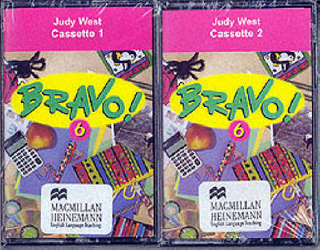 Judy West
Cassette 1
BRAVO!
6
MACMILLAN
HEINEMANN
English Language Teaching
Judy West
Cassette 2
BRAVO!
6
MACMILLAN
HEINEMANN
English Language Teaching